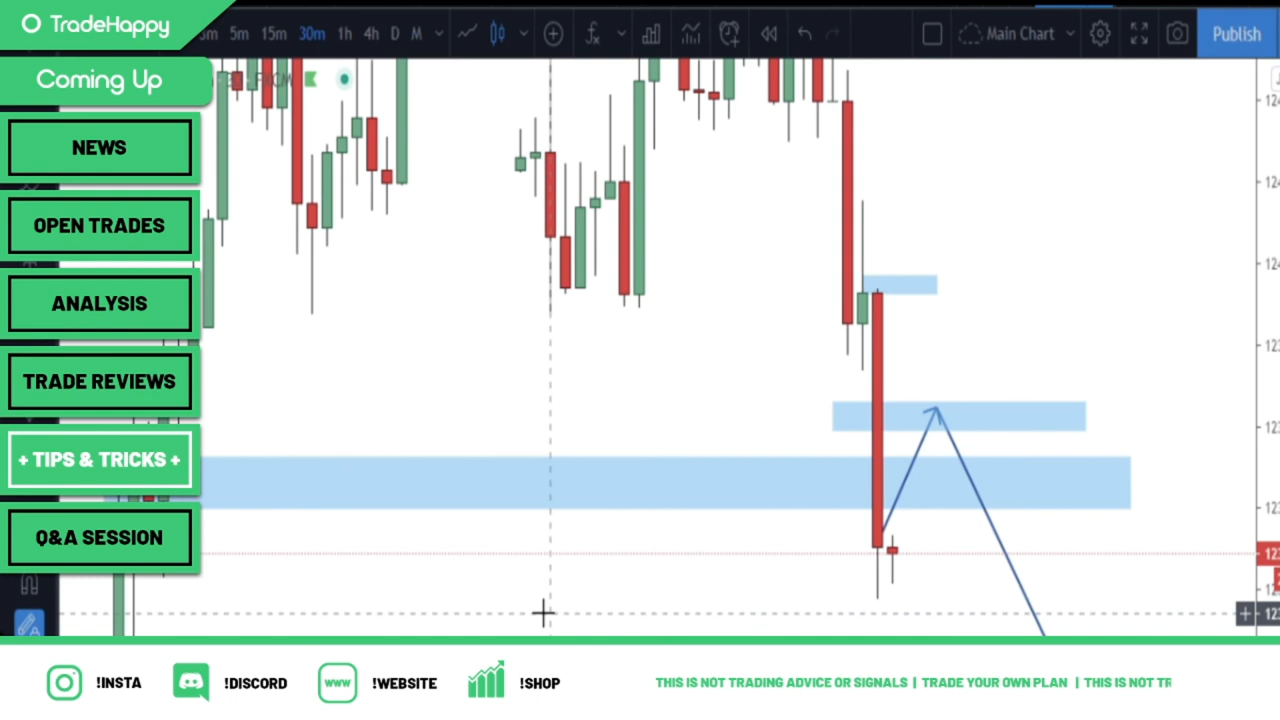 TradeHappy
5m 15m 30m 1h 4h D M
Main Chart
Publish
Coming Up
NEWS
OPEN TRADES
ANALYSIS
TRADE REVIEWS
+ TIPS & TRICKS +
Q&A SESSION
!INSTA
!DISCORD
WWW
!WEBSITE
!SHOP
THIS IS NOT TRADING ADVICE OR SIGNALS | TRADE YOUR OWN PLAN | THIS IS NOT TR